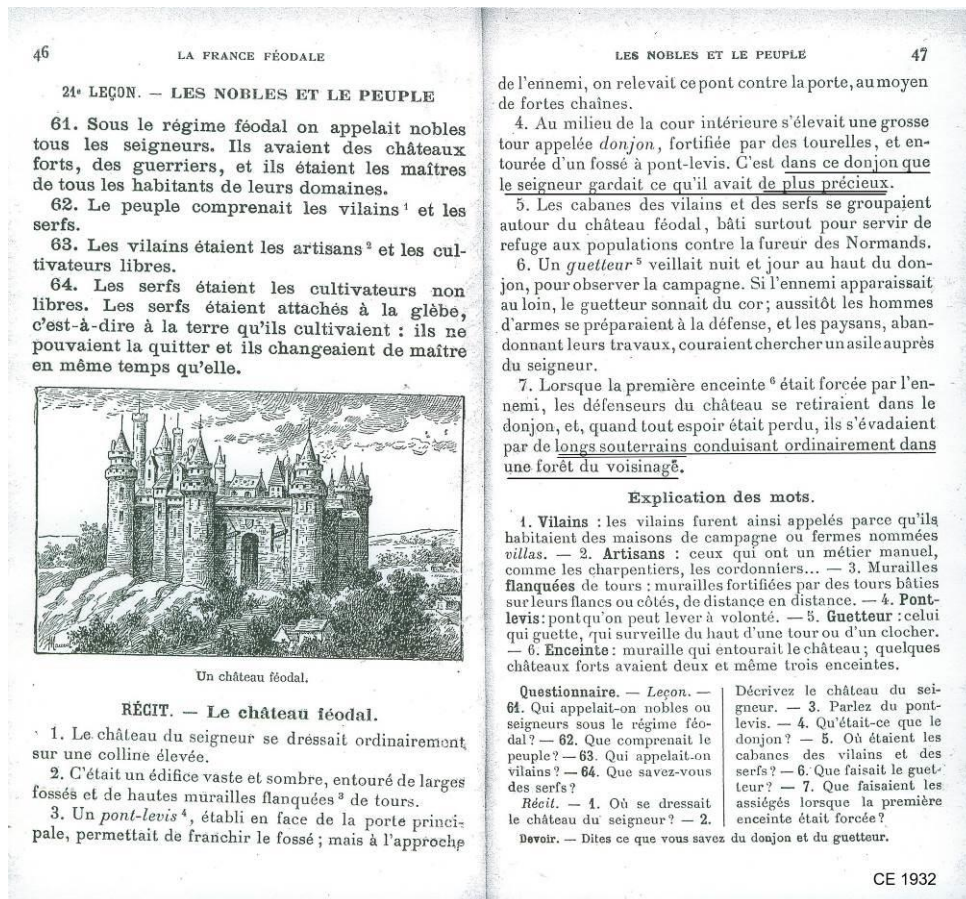 46
LA FRANCE FÉODALE
21e LEÇON. — LES NOBLES ET LE PEUPLE
61. Sous le régime féodal on appelait nobles
tous les seigneurs. Ils avaient des châteaux
forts, des guerriers, et ils étaient les maîtres
de tous les habitants de leurs domaines.
62. Le peuple comprenait les vilains 1 et les
serfs.
63. Les vilains étaient les artisans 2 et les cul-
tivateurs libres.
64. Les serfs étaient les cultivateurs non
libres. Les serfs étaient attachés à la glèbe,
c'est-à-dire à la terre qu'ils cultivaient : ils ne
pouvaient la quitter et ils changeaient de maître
en même temps qu'elle.
Un château féodal.
RÉCIT. — Le château féodal.
1. Le château du seigneur se dressait ordinairement
sur une colline élevée.
2. C'était un édifice vaste et sombre, entouré de larges
fossés et de hautes murailles flanquées 3 de tours.
3. Un pont-levis 4, établi en face de la porte princi-
pale, permettait de franchir le fossé ; mais à l'approche
LES NOBLES ET LE PEUPLE
47
de l'ennemi, on relevait ce pont contre la porte, au moyen
de fortes chaînes.
4. Au milieu de la cour intérieure s'élevait une grosse
tour appelée donjon, fortifiée par des tourelles, et en-
tourée d'un fossé à pont-levis. C'est dans ce donjon que
le seigneur gardait ce qu'il avait de plus précieux.
5. Les cabanes des vilains et des serfs se groupaient
autour du château féodal, bâti surtout pour servir de
refuge aux populations contre la fureur des Normands.
6. Un guetteur 5 veillait nuit et jour au haut du don-
jon, pour observer la campagne. Si l'ennemi apparaissait
au loin, le guetteur sonnait du cor ; aussitôt les hommes
d'armes se préparaient à la défense, et les paysans, aban-
donnant leurs travaux, couraient chercher un asile auprès
du seigneur.
7. Lorsque la première enceinte 6 était forcée par l'en-
nemi, les défenseurs du château se retiraient dans le
donjon, et, quand tout espoir était perdu, ils s'évadaient
par de longs souterrains conduisant ordinairement dans
une forêt du voisinage.
Explication des mots.
1. Vilains : les vilains furent ainsi appelés parce qu'ils
habitaient des maisons de campagne ou fermes nommées
villas. — 2. Artisans : ceux qui ont un métier manuel,
comme les charpentiers, les cordonniers... — 3. Murailles
flanquées de tours : murailles fortifiées par des tours bâties
sur leurs flancs ou côtés, de distance en distance. — 4. Pont-
levis : pont qu'on peut lever à volonté. — 5. Guetteur : celui
qui guette, qui surveille du haut d'une tour ou d'un clocher.
— 6. Enceinte : muraille qui entourait le château ; quelques
châteaux forts avaient deux et même trois enceintes.
Questionnaire. — Leçon. —
61. Qui appelait-on nobles ou
seigneurs sous le régime féo-
dal ? — 62. Que comprenait le
peuple ? — 63. Qui appelait-on
vilains ? — 64. Que savez-vous
des serfs ?
Récit. — 1. Où se dressait
le château du seigneur ? — 2.
Décrivez le château du sei-
gneur. — 3. Parlez du pont-
levis. — 4. Qu'était-ce que le
donjon ? — 5. Où étaient les
cabanes des vilains et des
serfs ? — 6. Que faisait le guet-
teur ? — 7. Que faisaient les
assiégés lorsque la première
enceinte était forcée ?
Devoir. — Dites ce que vous savez du donjon et du guetteur.
CE 1932